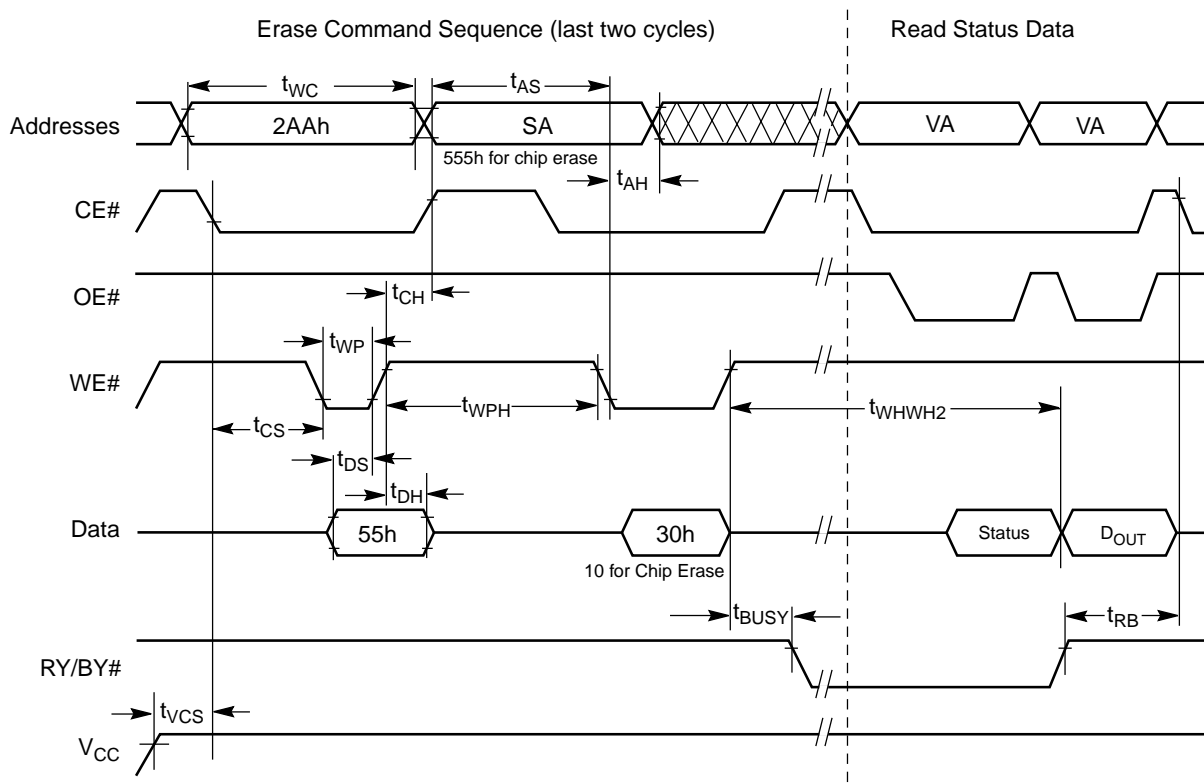 Erase Command Sequence (last two cycles)
Read Status Data
tWC
tAS
Addresses
2AAh
SA
VA
VA
555h for chip erase
tAH
CE#
OE#
tCH
tWP
WE#
tWPH
tWHWH2
tCS
tDS
tDH
Data
55h
30h
Status
DOUT
10 for Chip Erase
tBUSY
tRB
RY/BY#
tVCS
VCC